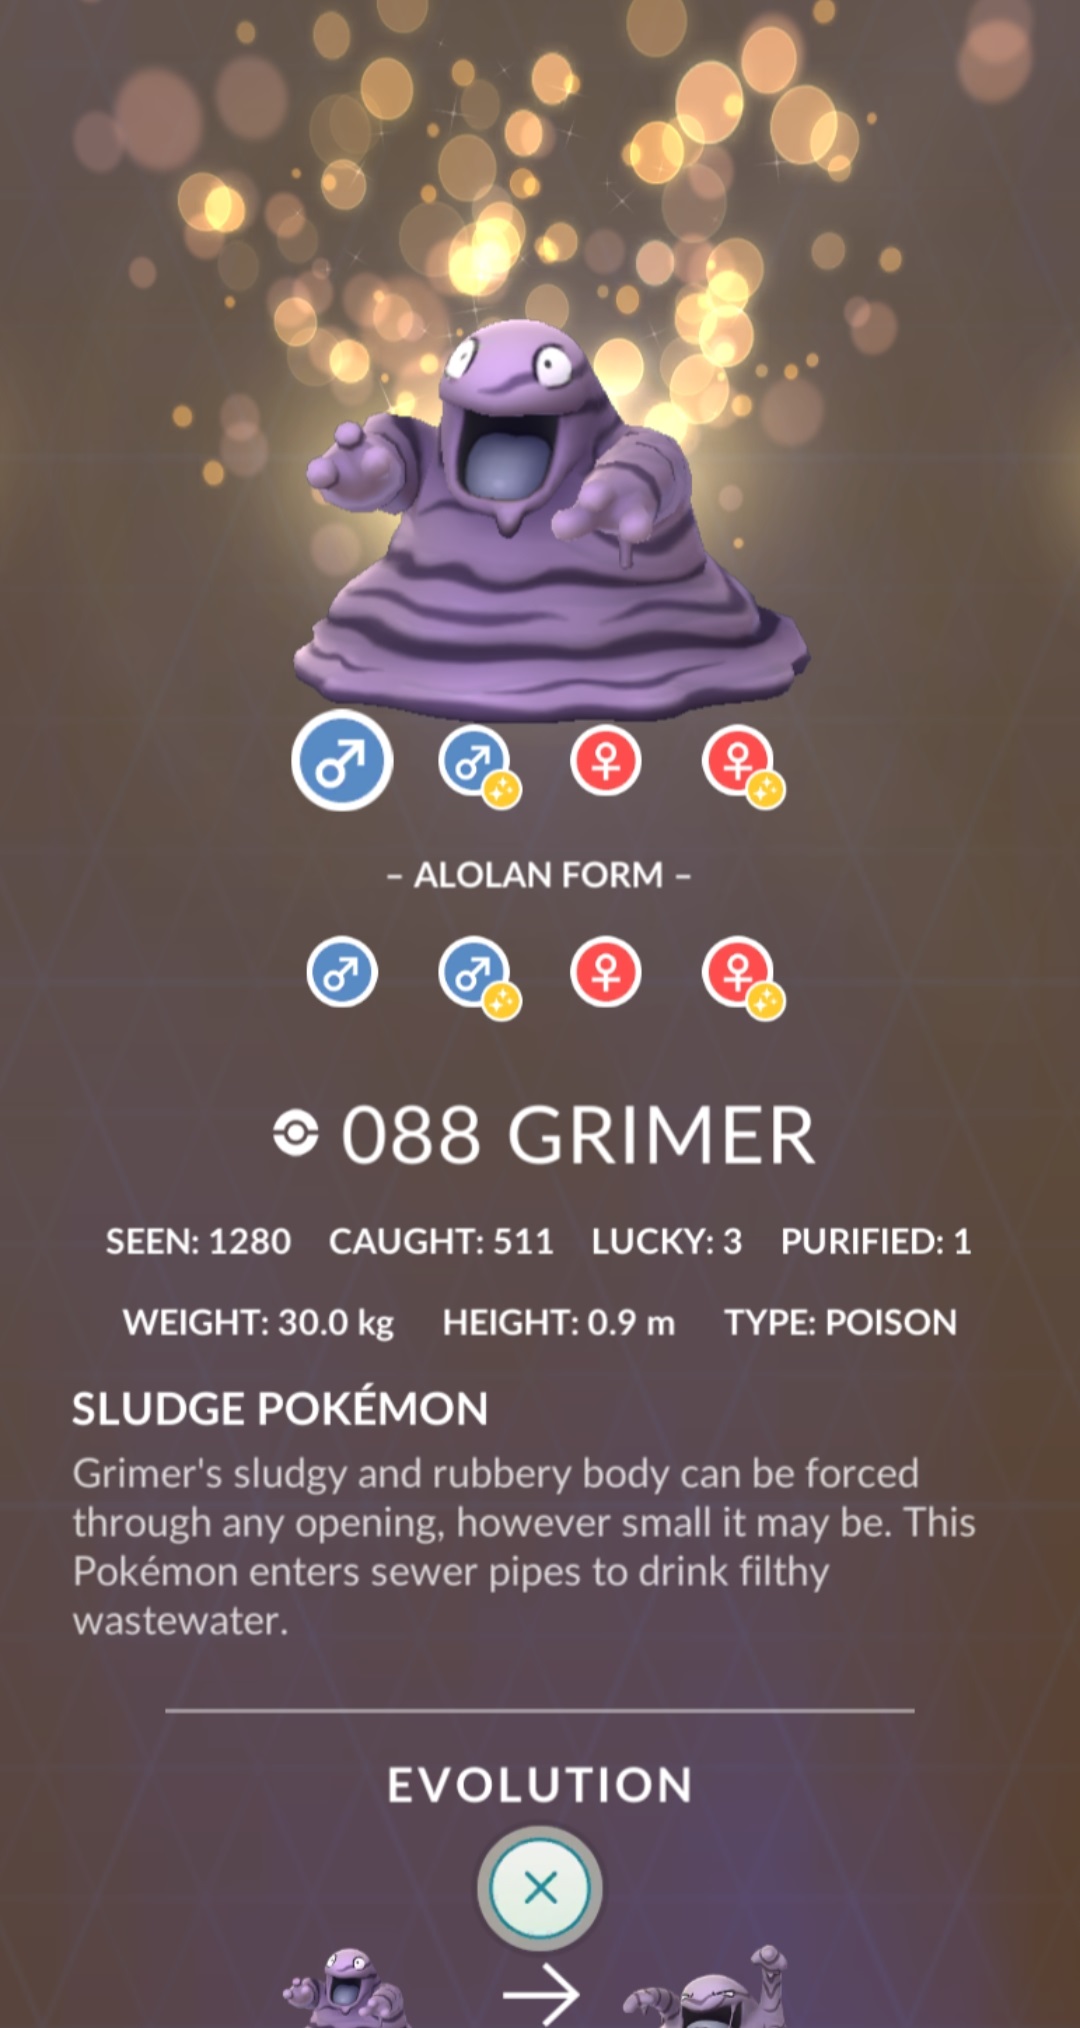 – ALOLAN FORM –
088 GRIMER
SEEN: 1280 CAUGHT: 511 LUCKY: 3 PURIFIED: 1
WEIGHT: 30.0 kg HEIGHT: 0.9 m TYPE: POISON
SLUDGE POKÉMON
Grimer's sludgy and rubbery body can be forced
through any opening, however small it may be. This
Pokémon enters sewer pipes to drink filthy
wastewater.
EVOLUTION